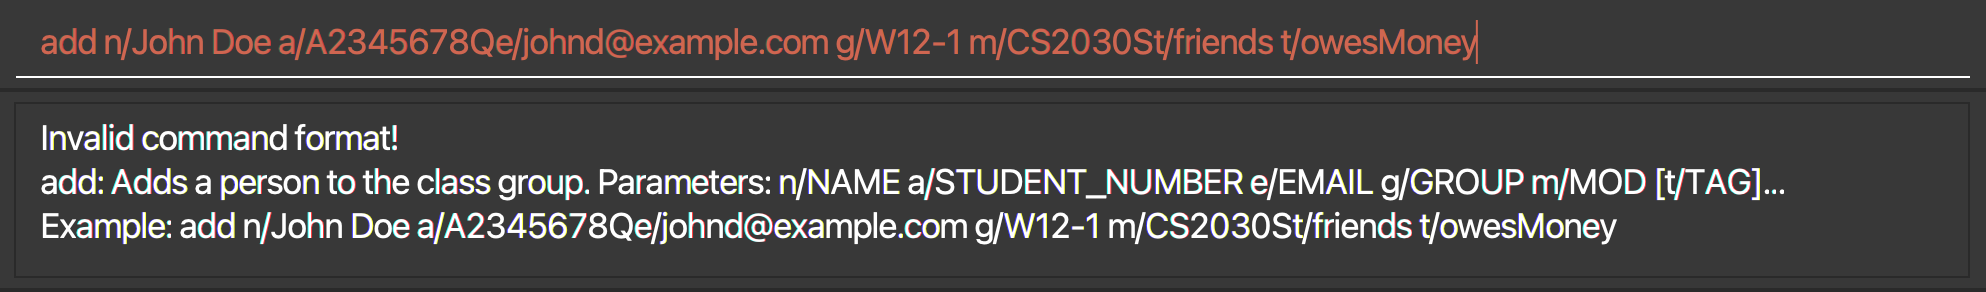 add n/John Doe a/A2345678Qe/johnd@example.com g/W12-1 m/CS2030St/friends t/owesMoney
Invalid command format!
add: Adds a person to the class group. Parameters: n/NAME a/STUDENT_NUMBER e/EMAIL g/GROUP m/MOD [t/TAG]...
Example: add n/John Doe a/A2345678Qe/johnd@example.com g/W12-1 m/CS2030St/friends t/owesMoney